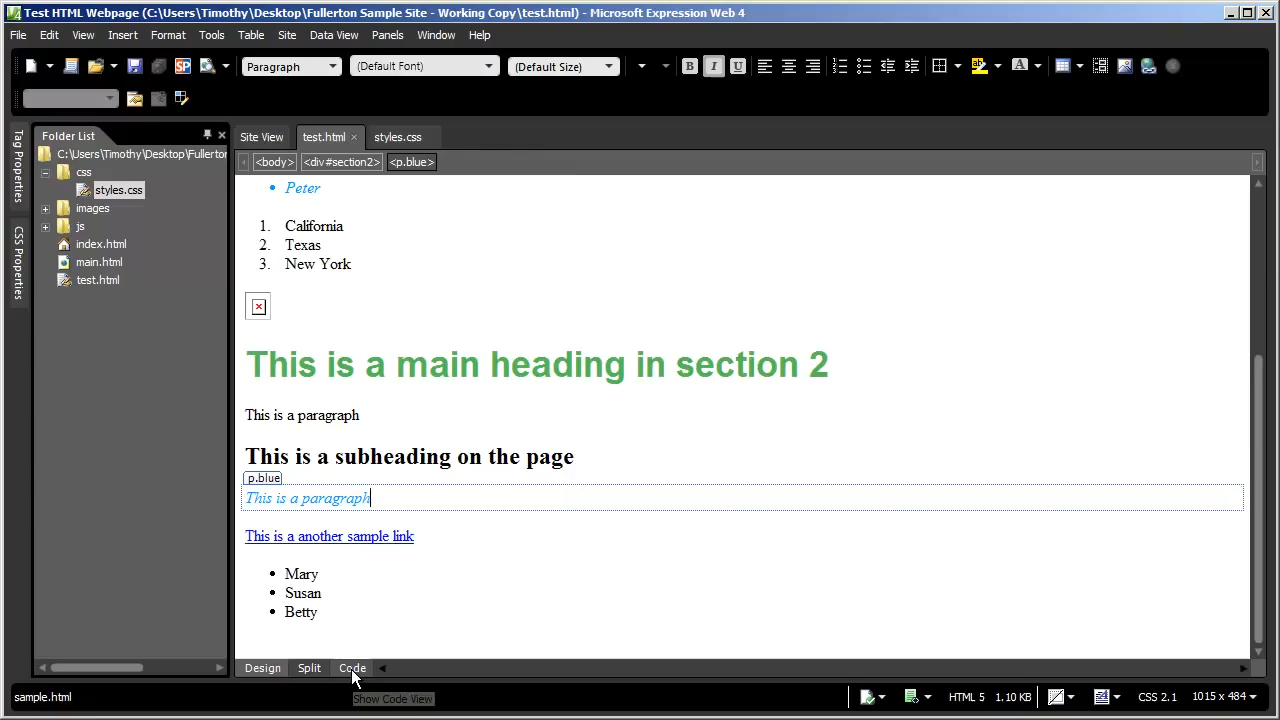 Test HTML Webpage (C:\Users\Timothy\Desktop\Fullerton Sample Site - Working Copy\test.html) - Microsoft Expression Web 4
File Edit View Insert Format Tools Table Site Data View Panels Window Help
Paragraph (Default Font) (Default Size) B I U A
Tag Properties
CSS Properties
Folder List
C:\Users\Timothy\Desktop\Fullerton
css
styles.css
images
js
index.html
main.html
test.html
Site View test.html styles.css
<body> <div#section2> <p.blue>
• Peter
1. California
2. Texas
3. New York
This is a main heading in section 2
This is a paragraph
This is a subheading on the page
p.blue
This is a paragraph
This is a another sample link
• Mary
• Susan
• Betty
Design Split Code
Show Code View
sample.html HTML 5 1.10 KB CSS 2.1 1015 x 484